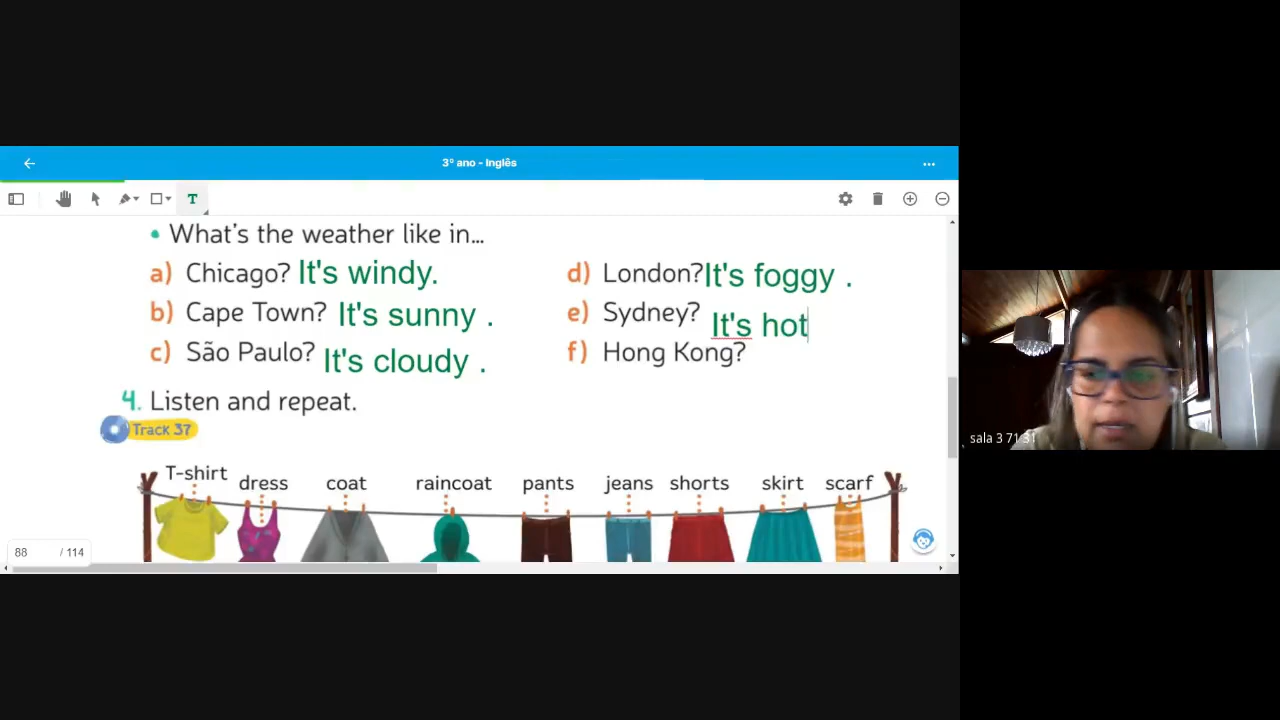 3º ano - Inglês
T
• What's the weather like in...
a) Chicago? It's windy.
d) London? It's foggy .
b) Cape Town? It's sunny .
e) Sydney? It's hot
c) São Paulo? It's cloudy .
f) Hong Kong?
4. Listen and repeat.
Track 37
T-shirt dress coat raincoat pants jeans shorts skirt scarf
88 / 114
sala 3 71 31